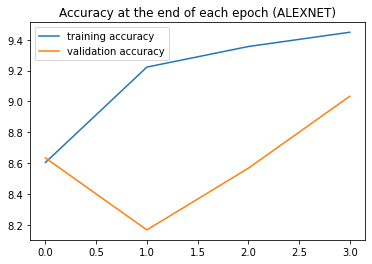 Accuracy at the end of each epoch (ALEXNET)
training accuracy
validation accuracy
9.4
9.2
9.0
8.8
8.6
8.4
8.2
0.0 0.5 1.0 1.5 2.0 2.5 3.0